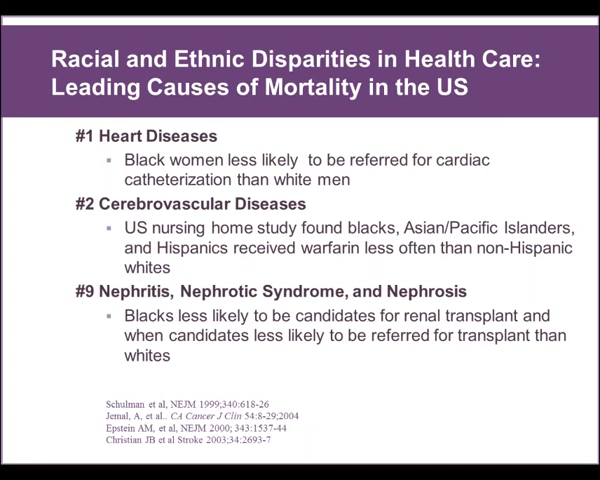 Racial and Ethnic Disparities in Health Care:
Leading Causes of Mortality in the US
#1 Heart Diseases
▪ Black women less likely to be referred for cardiac
catheterization than white men
#2 Cerebrovascular Diseases
▪ US nursing home study found blacks, Asian/Pacific Islanders,
and Hispanics received warfarin less often than non-Hispanic
whites
#9 Nephritis, Nephrotic Syndrome, and Nephrosis
▪ Blacks less likely to be candidates for renal transplant and
when candidates less likely to be referred for transplant than
whites
Schulman et al, NEJM 1999;340:618-26
Jemal, A, et al.. CA Cancer J Clin 54:8-29;2004
Epstein AM, et al, NEJM 2000; 343:1537-44
Christian JB et al Stroke 2003;34:2693-7